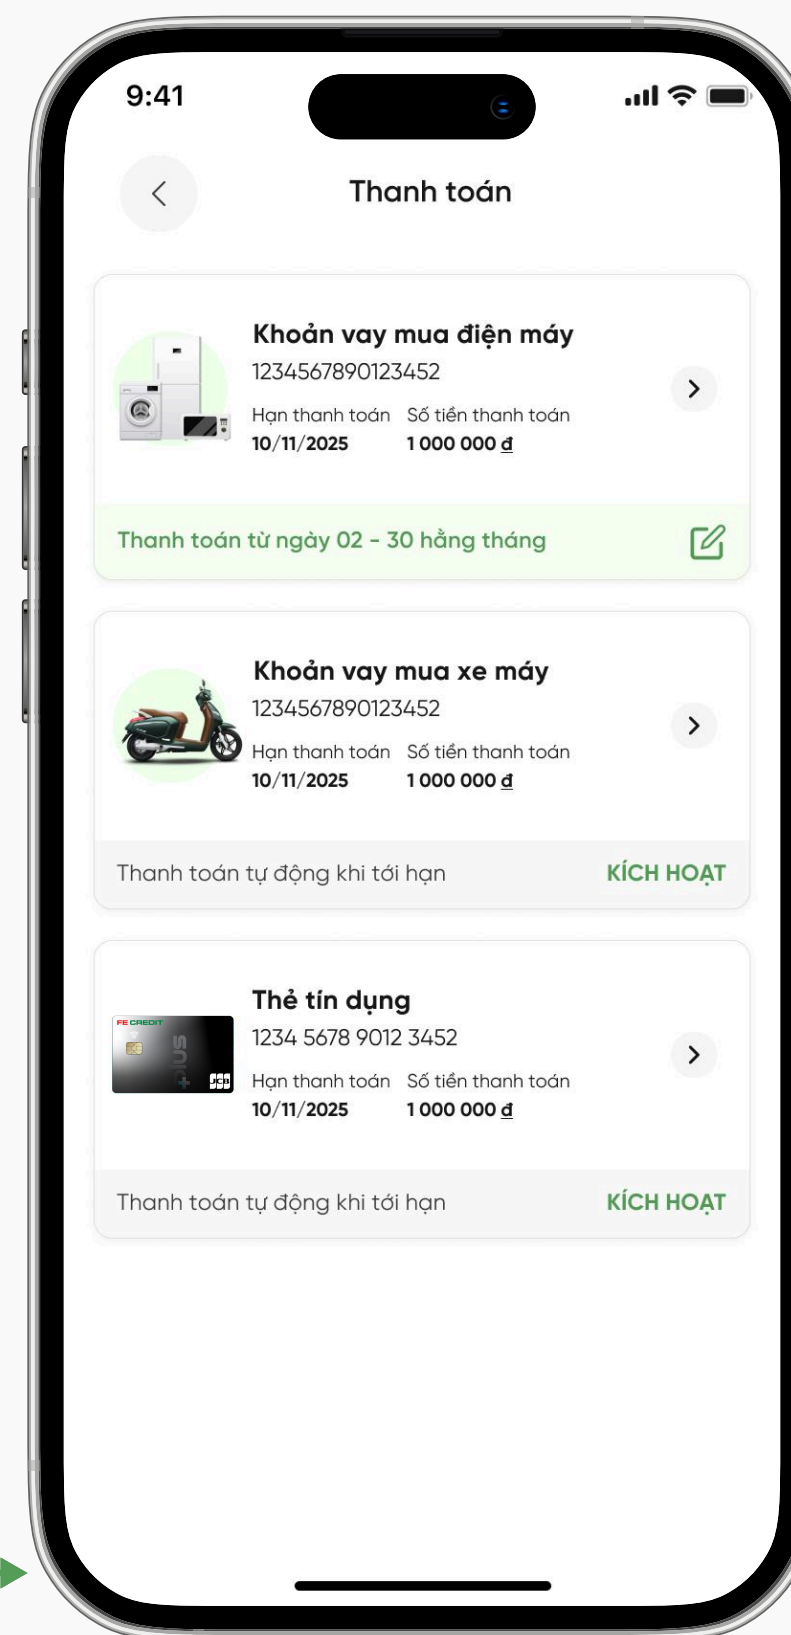 9:41
Thanh toán
Khoản vay mua điện máy
1234567890123452
Hạn thanh toán Số tiền thanh toán
10/11/2025 1 000 000 đ
Thanh toán từ ngày 02 - 30 hằng tháng
Khoản vay mua xe máy
1234567890123452
Hạn thanh toán Số tiền thanh toán
10/11/2025 1 000 000 đ
Thanh toán tự động khi tới hạn KÍCH HOẠT
FE CREDIT
plus
JCB
Thẻ tín dụng
1234 5678 9012 3452
Hạn thanh toán Số tiền thanh toán
10/11/2025 1 000 000 đ
Thanh toán tự động khi tới hạn KÍCH HOẠT